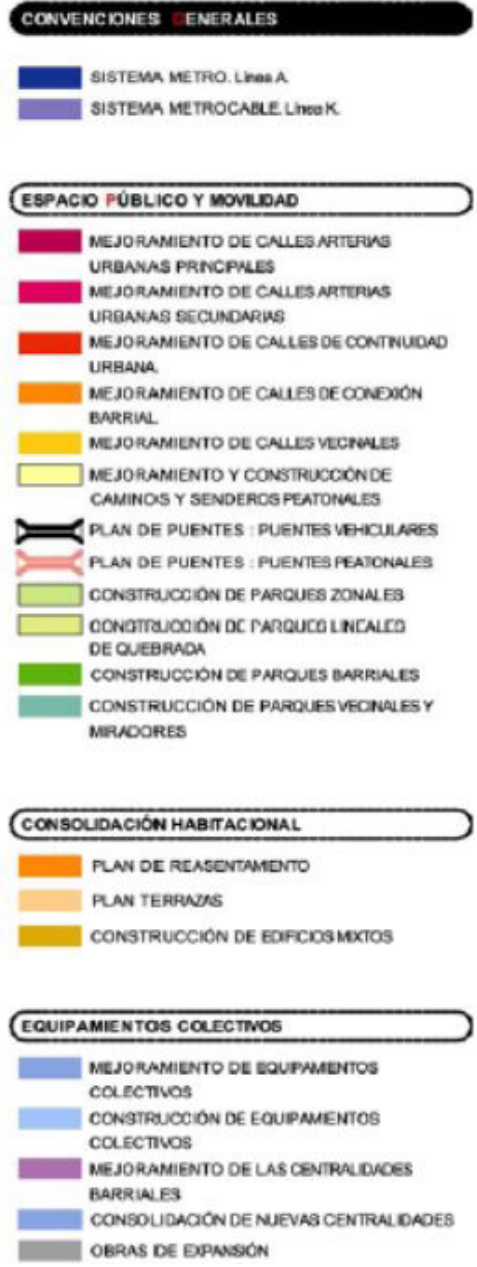 CONVENCIONES GENERALES
SISTEMA METRO. Línea A.
SISTEMA METROCABLE. Línea K.
ESPACIO PÚBLICO Y MOVILIDAD
MEJORAMIENTO DE CALLES ARTERIAS
URBANAS PRINCIPALES
MEJORAMIENTO DE CALLES ARTERIAS
URBANAS SECUNDARIAS
MEJORAMIENTO DE CALLES DE CONTINUIDAD
URBANA.
MEJORAMIENTO DE CALLES DE CONEXIÓN
BARRIAL
MEJORAMIENTO DE CALLES VECINALES
MEJORAMIENTO Y CONSTRUCCIÓN DE
CAMINOS Y SENDEROS PEATONALES
PLAN DE PUENTES : PUENTES VEHICULARES
PLAN DE PUENTES : PUENTES PEATONALES
CONSTRUCCIÓN DE PARQUES ZONALES
CONSTRUCCIÓN DE PARQUES LINEALES
DE QUEBRADA
CONSTRUCCIÓN DE PARQUES BARRIALES
CONSTRUCCIÓN DE PARQUES VECINALES Y
MIRADORES
CONSOLIDACIÓN HABITACIONAL
PLAN DE REASENTAMIENTO
PLAN TERRAZAS
CONSTRUCCIÓN DE EDIFICIOS MIXTOS
EQUIPAMIENTOS COLECTIVOS
MEJORAMIENTO DE EQUIPAMENTOS
COLECTIVOS
CONSTRUCCIÓN DE EQUIPAMENTOS
COLECTIVOS
MEJORAMIENTO DE LAS CENTRALIDADES
BARRIALES
CONSOLIDACIÓN DE NUEVAS CENTRALIDADES
OBRAS DE EXPANSIÓN